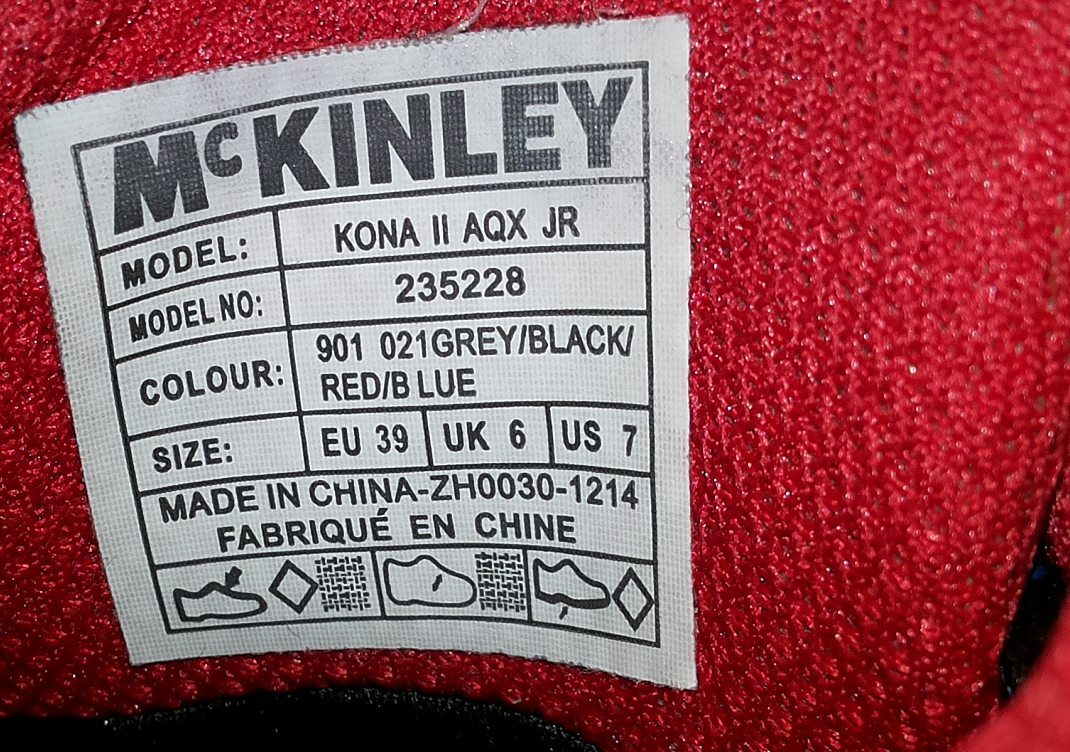 McKINLEY
MODEL: KONA II AQX JR
MODEL NO: 235228
COLOUR: 901 021GREY/BLACK/
RED/B LUE
SIZE: EU 39 UK 6 US 7
MADE IN CHINA-ZH0030-1214
FABRIQUÉ EN CHINE